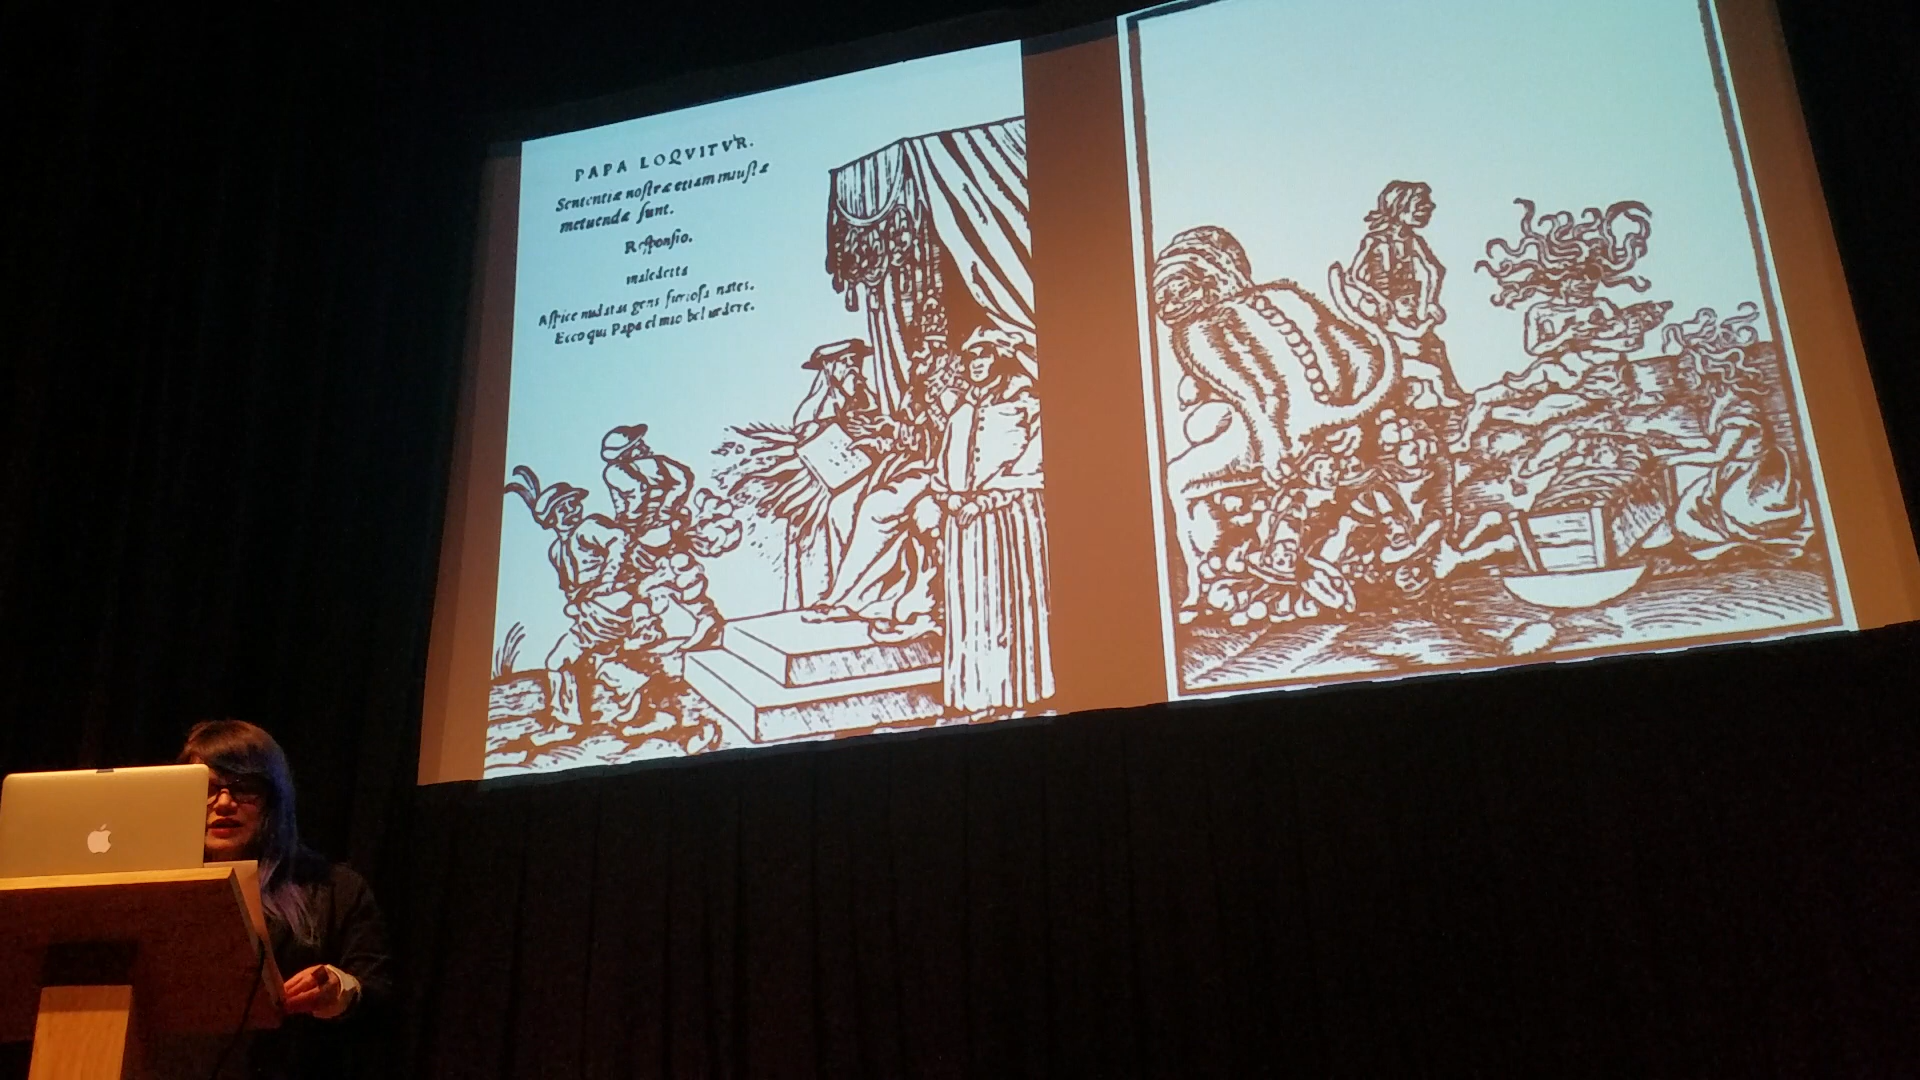 PAPA LOQVITVR.
Sententiæ noſtræ etiam iniuſtæ
metuendæ ſunt.
Reſponſio.
maledetta
Aſpice nudatas gens furioſa nates.
Ecco qui Papa el mio bel uedere.